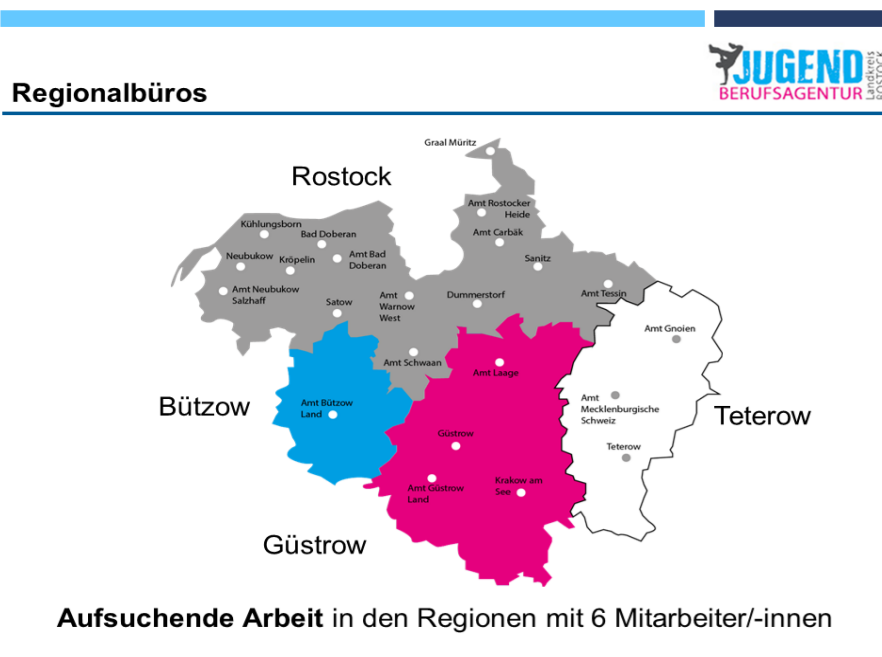 JUGEND
BERUFSAGENTUR
Landkreis
ROSTOCK
Regionalbüros
Graal Müritz
Rostock
Amt Rostocker
Heide
Kühlungsborn
Bad Doberan
Amt Carbäk
Neubukow
Kröpelin
Amt Bad
Doberan
Sanitz
Amt Neubukow
Salzhaff
Satow
Amt
Warnow
West
Dummerstorf
Amt Tessin
Amt Gnoien
Amt Schwaan
Amt Laage
Bützow
Amt Bützow
Land
Amt
Mecklenburgische
Schweiz
Teterow
Güstrow
Teterow
Amt Güstrow
Land
Krakow am
See
Güstrow
Aufsuchende Arbeit in den Regionen mit 6 Mitarbeiter/-innen